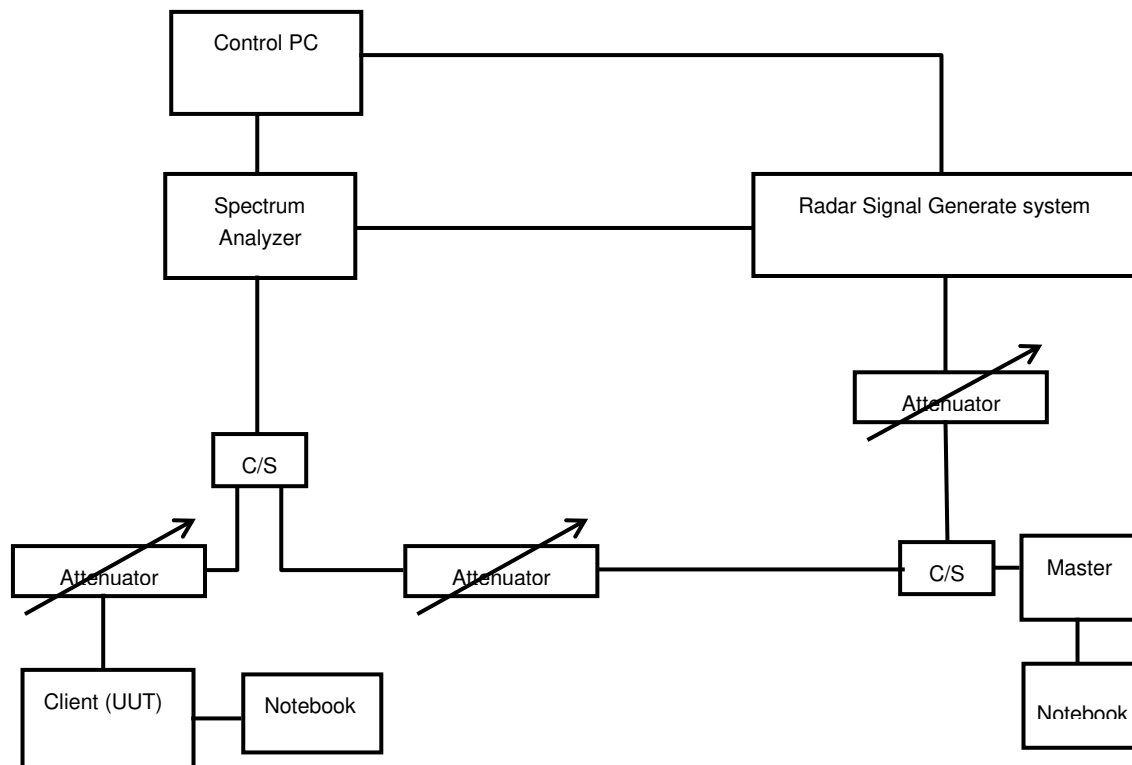 Control PC
Spectrum
Analyzer
Radar Signal Generate system
Attenuator
C/S
Attenuator
Attenuator
C/S
Master
Client (UUT)
Notebook
Notebook